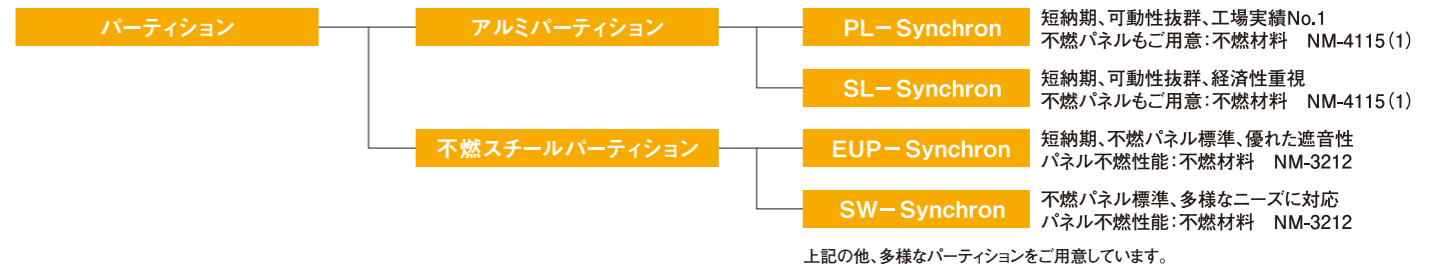 パーティション
アルミパーティション
PL－Synchron
短納期、可動性抜群、工場実績No.1
不燃パネルもご用意：不燃材料　NM-4115（1）
SL－Synchron
短納期、可動性抜群、経済性重視
不燃パネルもご用意：不燃材料　NM-4115（1）
不燃スチールパーティション
EUP－Synchron
短納期、不燃パネル標準、優れた遮音性
パネル不燃性能：不燃材料　NM-3212
SW－Synchron
不燃パネル標準、多様なニーズに対応
パネル不燃性能：不燃材料　NM-3212
上記の他、多様なパーティションをご用意しています。